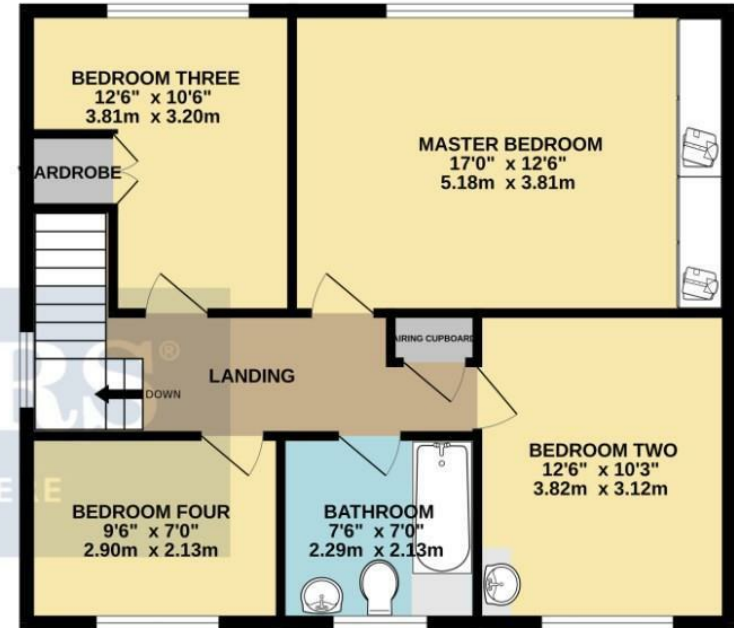 BEDROOM THREE
12'6" x 10'6"
3.81m x 3.20m
MASTER BEDROOM
17'0" x 12'6"
5.18m x 3.81m
ARDROBE
RS®
AIRING CUPBOARD
LANDING
DOWN
ERE
BEDROOM TWO
12'6" x 10'3"
3.82m x 3.12m
BEDROOM FOUR
9'6" x 7'0"
2.90m x 2.13m
BATHROOM
7'6" x 7'0"
2.29m x 2.13m